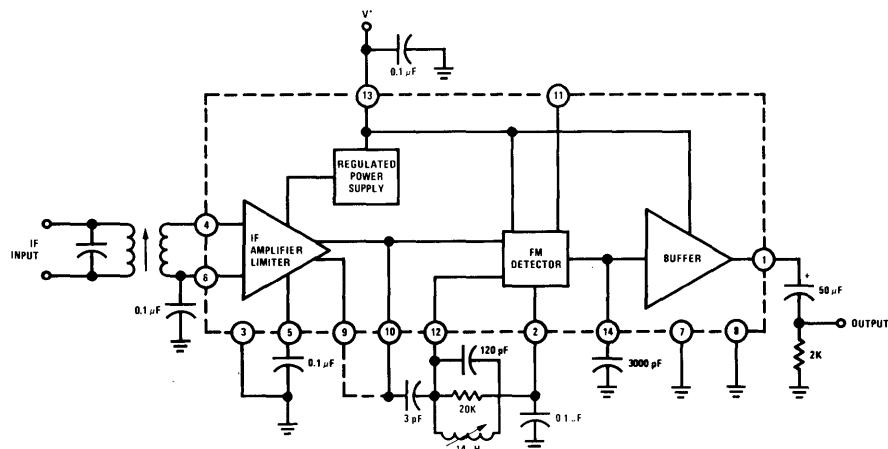 V+
0.1 µF
13
11
REGULATED
POWER
SUPPLY
4
IF
INPUT
IF
AMPLIFIER
LIMITER
FM
DETECTOR
BUFFER
1
+
50 µF
6
0.1 µF
3
5
9
10
12
2
14
7
8
OUTPUT
0.1 µF
120 pF
3000 pF
2K
20K
3 pF